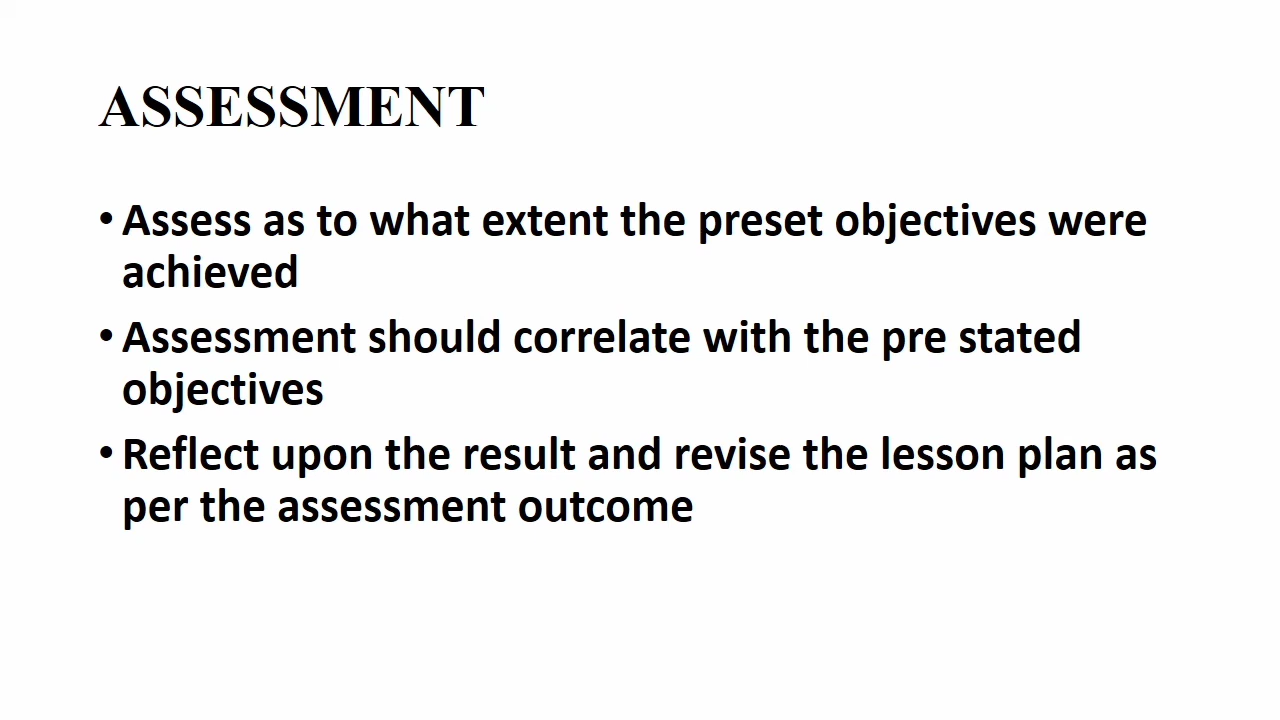 ASSESSMENT
• Assess as to what extent the preset objectives were
achieved
• Assessment should correlate with the pre stated
objectives
• Reflect upon the result and revise the lesson plan as
per the assessment outcome